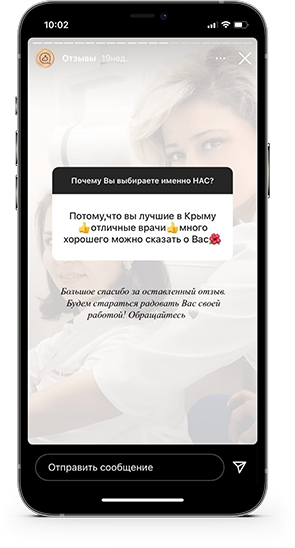 10:02
Отзывы 19нед.
Почему Вы выбираете именно НАС?
Потому,что вы лучшие в Крыму
👍отличные врачи👍много
хорошего можно сказать о Вас🌺
Большое спасибо за оставленный отзыв.
Будем стараться радовать Вас своей
работой! Обращайтесь 🤍
Отправить сообщение